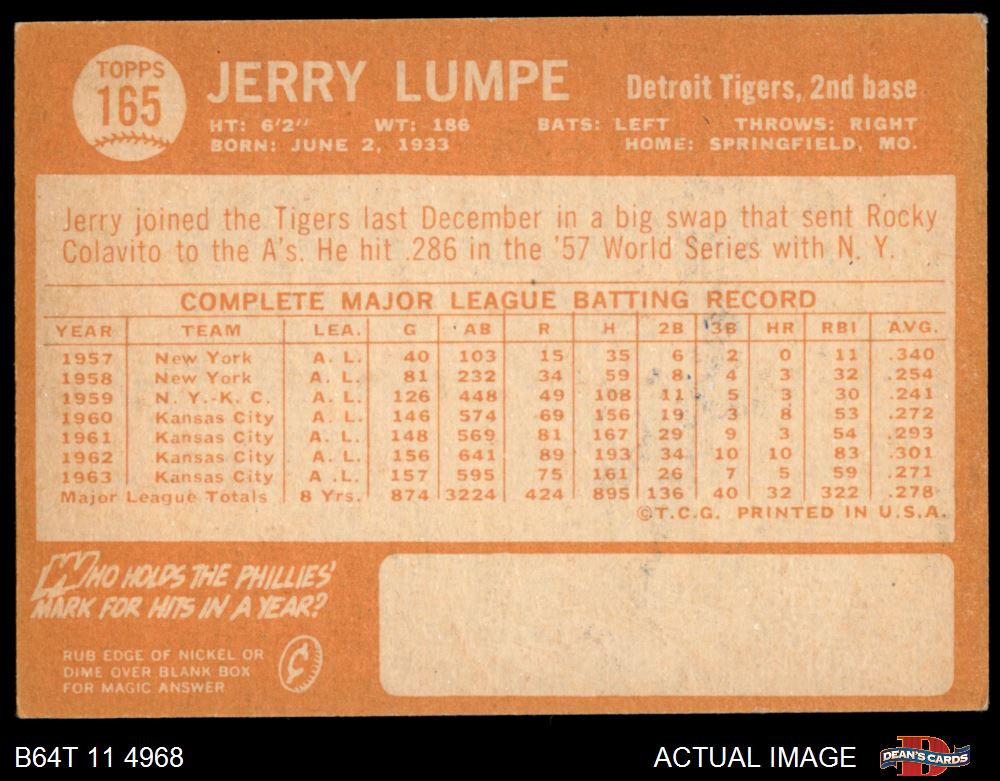 TOPPS
165
JERRY LUMPE
Detroit Tigers, 2nd base
HT: 6'2" WT: 186 BATS: LEFT THROWS: RIGHT
BORN: JUNE 2, 1933 HOME: SPRINGFIELD, MO.
Jerry joined the Tigers last December in a big swap that sent Rocky
Colavito to the A's. He hit .286 in the '57 World Series with N. Y.
COMPLETE MAJOR LEAGUE BATTING RECORD
YEAR TEAM LEA. G AB R H 2B 3B HR RBI AVG.
1957 New York A. L. 40 103 15 35 6 2 0 11 .340
1958 New York A. L. 81 232 34 59 8 4 3 32 .254
1959 N. Y.-K. C. A. L. 126 448 49 108 11 5 3 30 .241
1960 Kansas City A. L. 146 574 69 156 19 3 8 53 .272
1961 Kansas City A. L. 148 569 81 167 29 9 3 54 .293
1962 Kansas City A. L. 156 641 89 193 34 10 10 83 .301
1963 Kansas City A .L. 157 595 75 161 26 7 5 59 .271
Major League Totals 8 Yrs. 874 3224 424 895 136 40 32 322 .278
©T.C.G. PRINTED IN U.S.A.
WHO HOLDS THE PHILLIES'
MARK FOR HITS IN A YEAR?
RUB EDGE OF NICKEL OR
DIME OVER BLANK BOX
FOR MAGIC ANSWER
¢
B64T 11 4968
ACTUAL IMAGE
DEAN'S CARDS